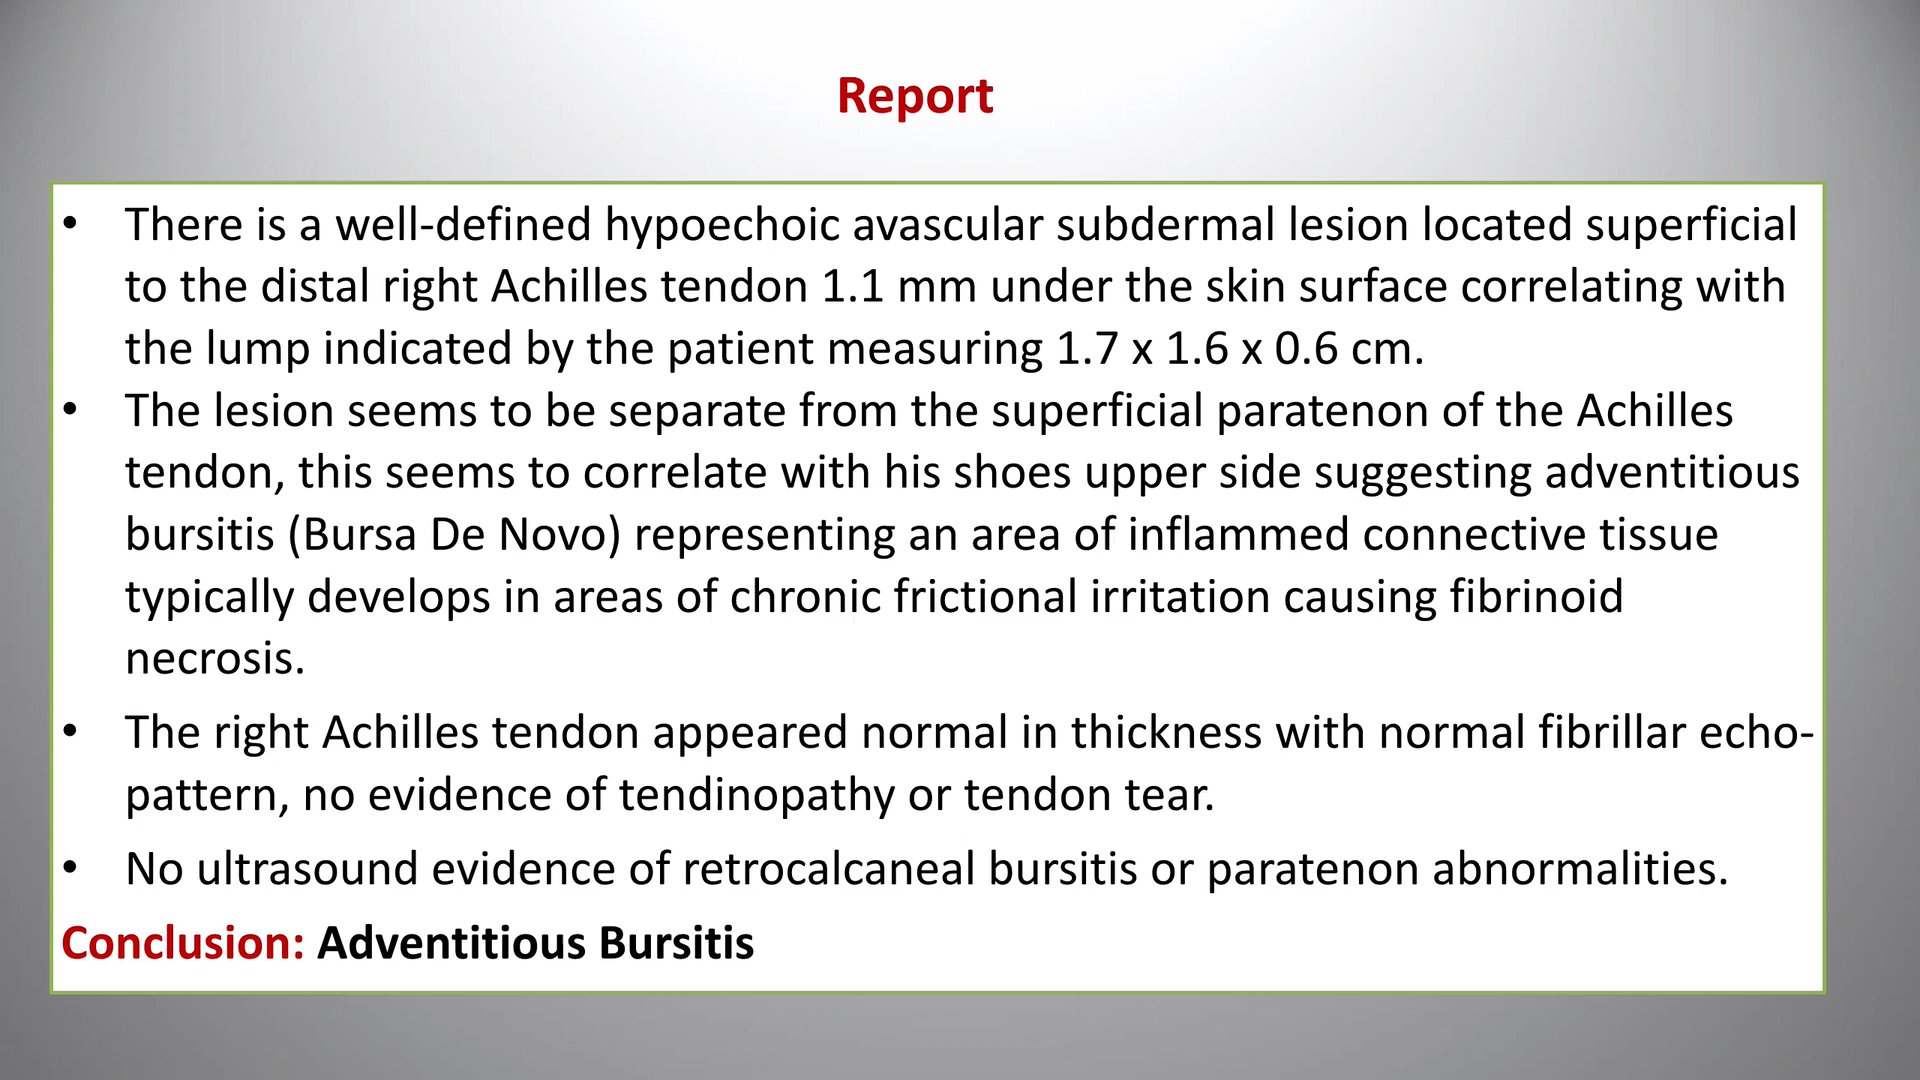 Report
• There is a well-defined hypoechoic avascular subdermal lesion located superficial
to the distal right Achilles tendon 1.1 mm under the skin surface correlating with
the lump indicated by the patient measuring 1.7 x 1.6 x 0.6 cm.
• The lesion seems to be separate from the superficial paratenon of the Achilles
tendon, this seems to correlate with his shoes upper side suggesting adventitious
bursitis (Bursa De Novo) representing an area of inflammed connective tissue
typically develops in areas of chronic frictional irritation causing fibrinoid
necrosis.
• The right Achilles tendon appeared normal in thickness with normal fibrillar echo-
pattern, no evidence of tendinopathy or tendon tear.
• No ultrasound evidence of retrocalcaneal bursitis or paratenon abnormalities.
Conclusion: Adventitious Bursitis